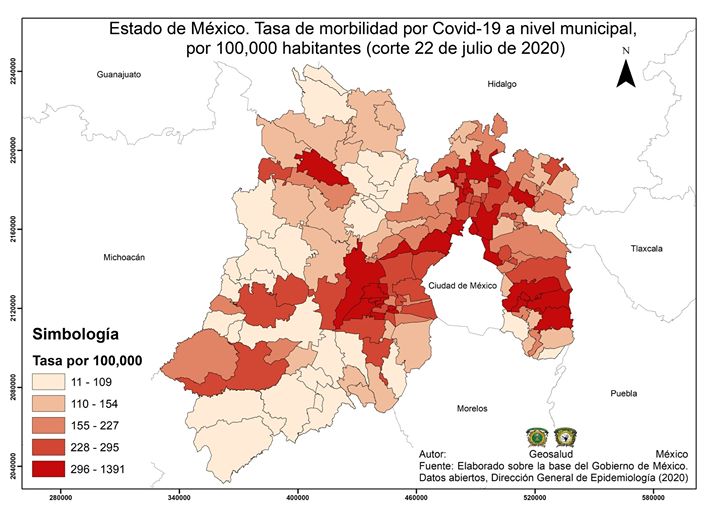 Estado de México. Tasa de morbilidad por Covid-19 a nivel municipal,
por 100,000 habitantes (corte 22 de julio de 2020)
N
Guanajuato
Hidalgo
Michoacán
Tlaxcala
Ciudad de México
Puebla
Morelos
Simbología
Tasa por 100,000
11 - 109
110 - 154
155 - 227
228 - 295
296 - 1391
Autor: Geosalud México
Fuente: Elaborado sobre la base del Gobierno de México.
Datos abiertos, Dirección General de Epidemiología (2020)
2240000
2200000
2160000
2120000
2080000
2040000
280000 340000 400000 460000 520000 580000